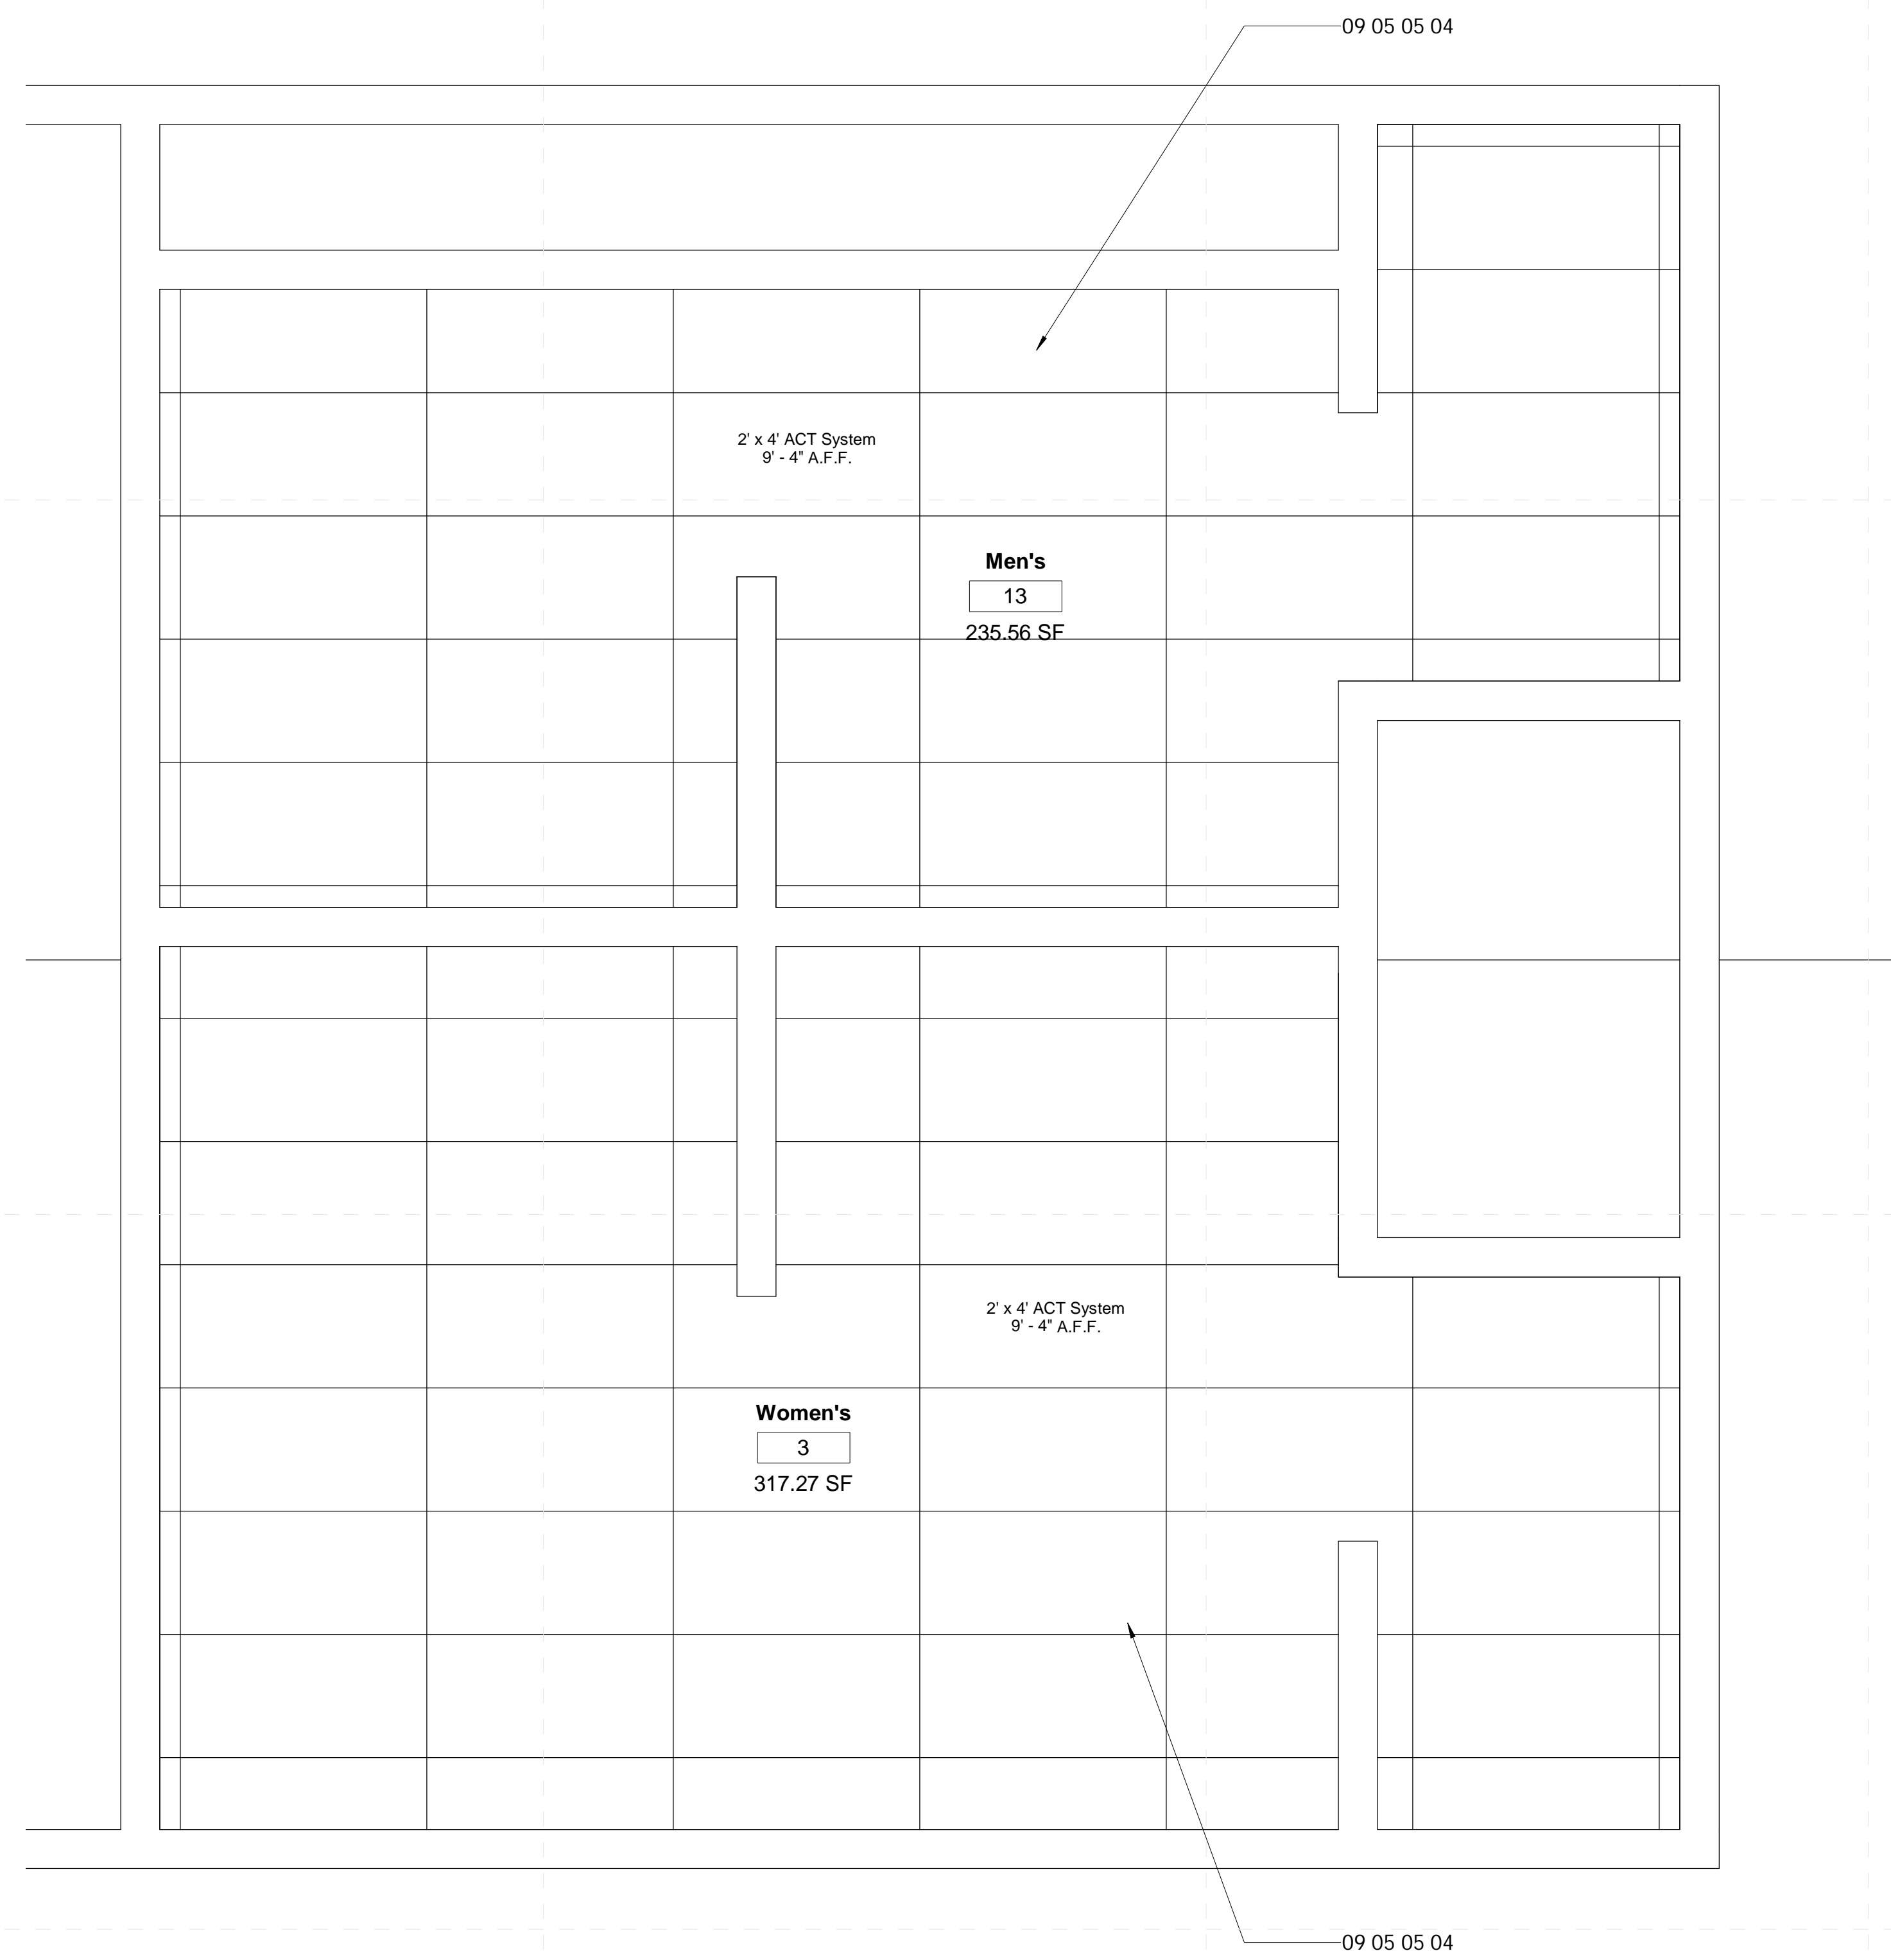 09 05 05 04
2' x 4' ACT System
9' - 4" A.F.F.
Men's
13
235.56 SF
2' x 4' ACT System
9' - 4" A.F.F.
Women's
3
317.27 SF
09 05 05 04